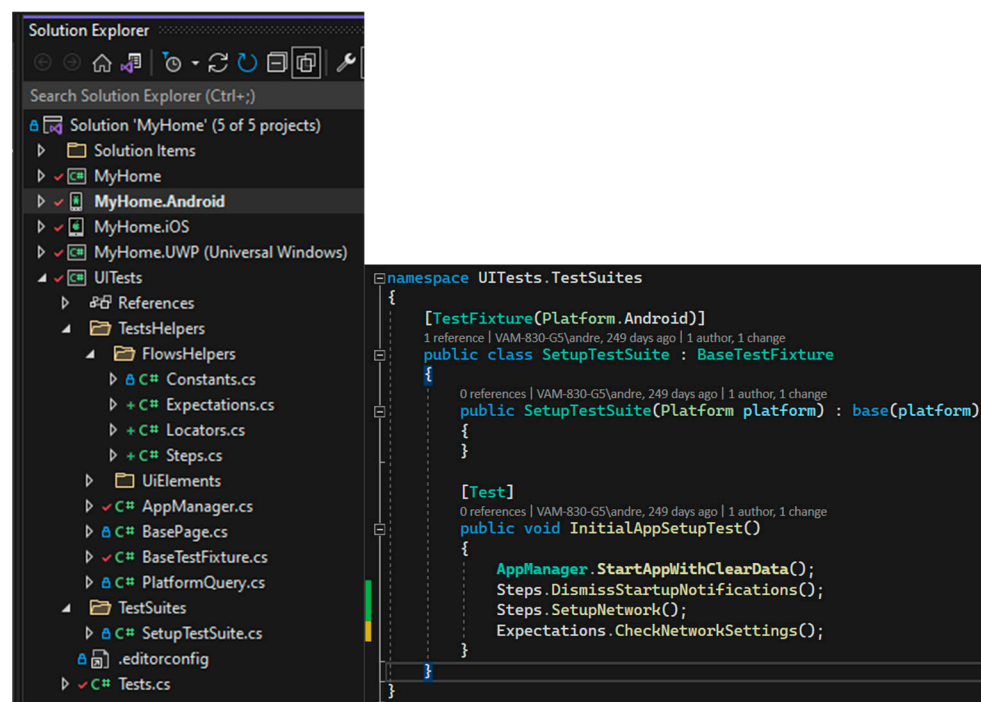 Solution Explorer
Search Solution Explorer (Ctrl+;)
Solution 'MyHome' (5 of 5 projects)
Solution Items
C# MyHome
MyHome.Android
MyHome.iOS
C# MyHome.UWP (Universal Windows)
C# UITests
References
TestsHelpers
FlowsHelpers
C# Constants.cs
+ C# Expectations.cs
+ C# Locators.cs
+ C# Steps.cs
UiElements
C# AppManager.cs
C# BasePage.cs
C# BaseTestFixture.cs
C# PlatformQuery.cs
TestSuites
C# SetupTestSuite.cs
.editorconfig
C# Tests.cs
namespace UITests.TestSuites
{
[TestFixture(Platform.Android)]
1 reference | VAM-830-G5\andre, 249 days ago | 1 author, 1 change
public class SetupTestSuite : BaseTestFixture
{
0 references | VAM-830-G5\andre, 249 days ago | 1 author, 1 change
public SetupTestSuite(Platform platform) : base(platform)
{
}
[Test]
0 references | VAM-830-G5\andre, 249 days ago | 1 author, 1 change
public void InitialAppSetupTest()
{
AppManager.StartAppWithClearData();
Steps.DismissStartupNotifications();
Steps.SetupNetwork();
Expectations.CheckNetworkSettings();
}
}
}